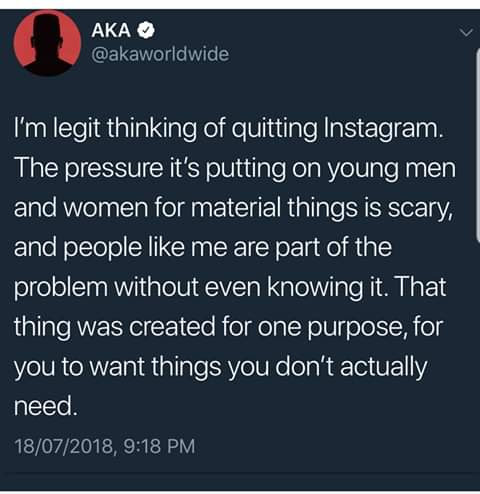 AKA
@akaworldwide
I'm legit thinking of quitting Instagram.
The pressure it's putting on young men
and women for material things is scary,
and people like me are part of the
problem without even knowing it. That
thing was created for one purpose, for
you to want things you don't actually
need.
18/07/2018, 9:18 PM